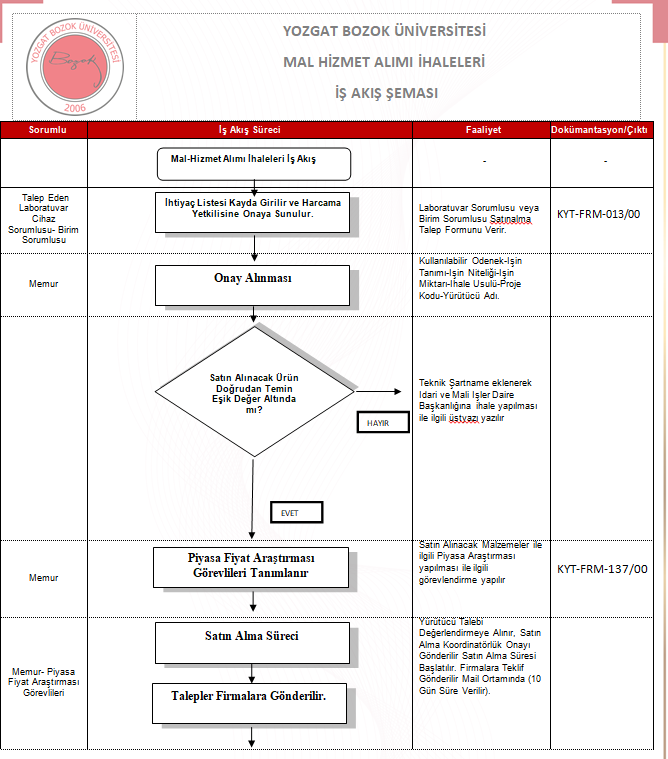 YOZGAT BOZOK ÜNİVERSİTESİ
Bozok
2006
YOZGAT BOZOK ÜNİVERSİTESİ
MAL HİZMET ALIMI İHALELERİ
İŞ AKIŞ ŞEMASI
Sorumlu
İş Akış Süreci
Faaliyet
Dokümantasyon/Çıktı
Mal-Hizmet Alımı İhaleleri İş Akış
-
-
Talep Eden
Laboratuvar
Cihaz
Sorumlusu- Birim
Sorumlusu
İhtiyaç Listesi Kayda Girilir ve Harcama
Yetkilisine Onaya Sunulur.
Laboratuvar Sorumlusu veya
Birim Sorumlusu Satınalma
Talep Formunu Verir.
KYT-FRM-013/00
Memur
Onay Alınması
Kullanılabilir Ödenek-İşin
Tanımı-İşin Niteliği-İşin
Miktarı-İhale Usulü-Proje
Kodu-Yürütücü Adı.
Satın Alınacak Ürün
Doğrudan Temin
Eşik Değer Altında
mı?
HAYIR
EVET
Teknik Şartname eklenerek
İdari ve Mali İşler Daire
Başkanlığına ihale yapılması
ile ilgili üstyazı yazılır
Memur
Piyasa Fiyat Araştırması
Görevlileri Tanımlanır
Satın Alınacak Malzemeler ile
ilgili Piyasa Araştırması
yapılması ile ilgili
görevlendirme yapılır
KYT-FRM-137/00
Memur- Piyasa
Fiyat Araştırması
Görevlileri
Satın Alma Süreci
Talepler Firmalara Gönderilir.
Yürütücü Talebi
Değerlendirmeye Alınır, Satın
Alma Koordinatörlük Onayı
Gönderilir Satın Alma Süresi
Başlatılır. Firmalara Teklif
Gönderilir Mail Ortamında (10
Gün Süre Verilir).